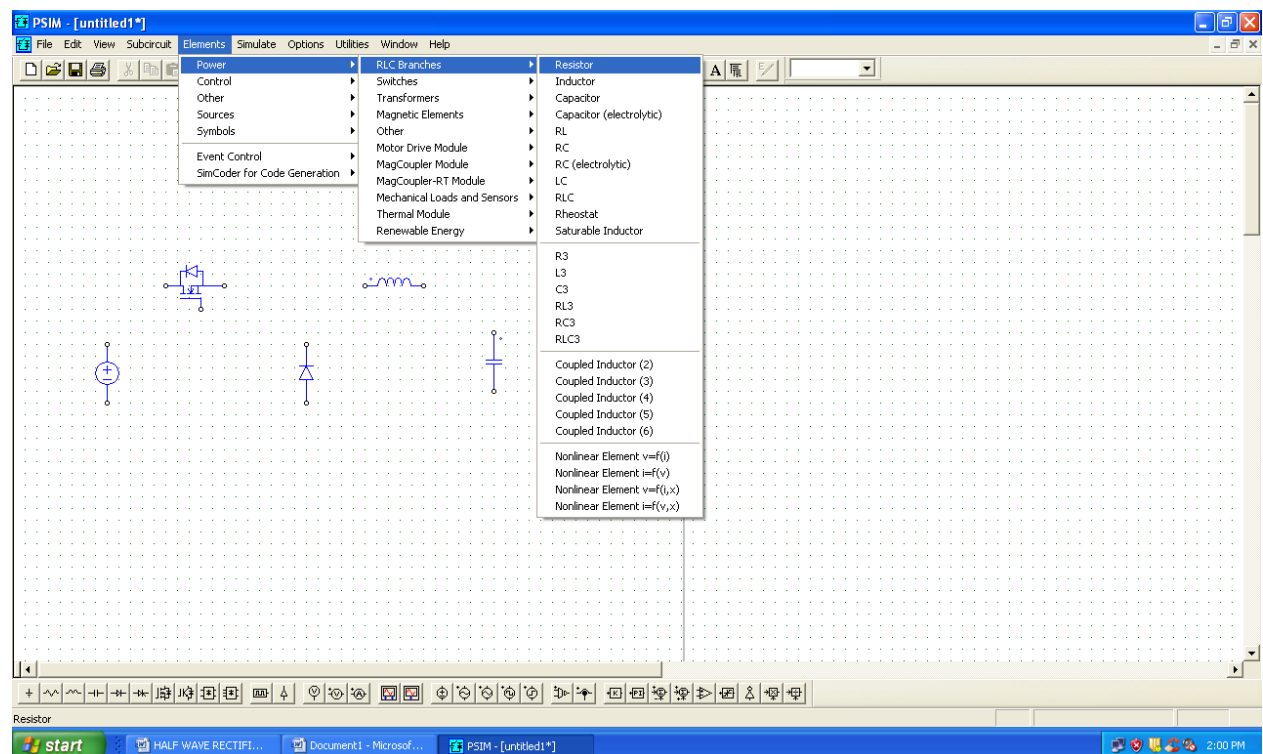 PSIM - [untitled1*]
File Edit View Subcircuit Elements Simulate Options Utilities Window Help
Power
Control
Other
Sources
Symbols
Event Control
SimCoder for Code Generation
RLC Branches
Switches
Transformers
Magnetic Elements
Other
Motor Drive Module
MagCoupler Module
MagCoupler-RT Module
Mechanical Loads and Sensors
Thermal Module
Renewable Energy
Resistor
Inductor
Capacitor
Capacitor (electrolytic)
RL
RC
RC (electrolytic)
LC
RLC
Rheostat
Saturable Inductor
R3
L3
C3
RL3
RC3
RLC3
Coupled Inductor (2)
Coupled Inductor (3)
Coupled Inductor (4)
Coupled Inductor (5)
Coupled Inductor (6)
Nonlinear Element v=f(i)
Nonlinear Element i=f(v)
Nonlinear Element v=f(i,x)
Nonlinear Element i=f(v,x)
A
Resistor
start HALF WAVE RECTIFI... Document1 - Microsof... PSIM - [untitled1*] 2:00 PM